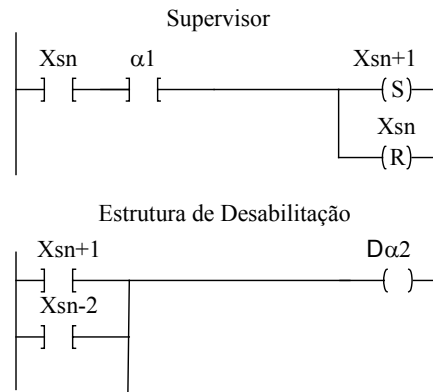 Supervisor
Xsn α1 Xsn+1
S
Xsn
R
Estrutura de Desabilitação
Xsn+1 Dα2
Xsn-2